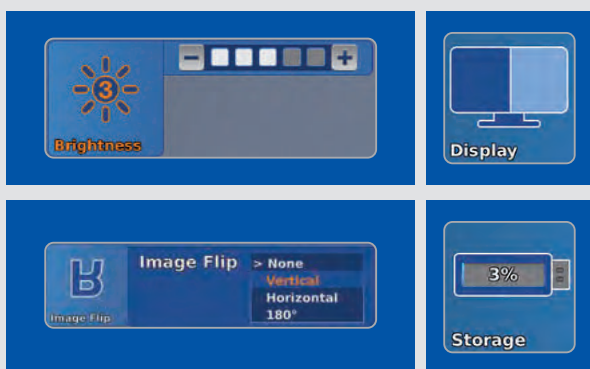 3
Brightness
Display
Image Flip
> None
Vertical
Horizontal
180°
Image Flip
3%
Storage